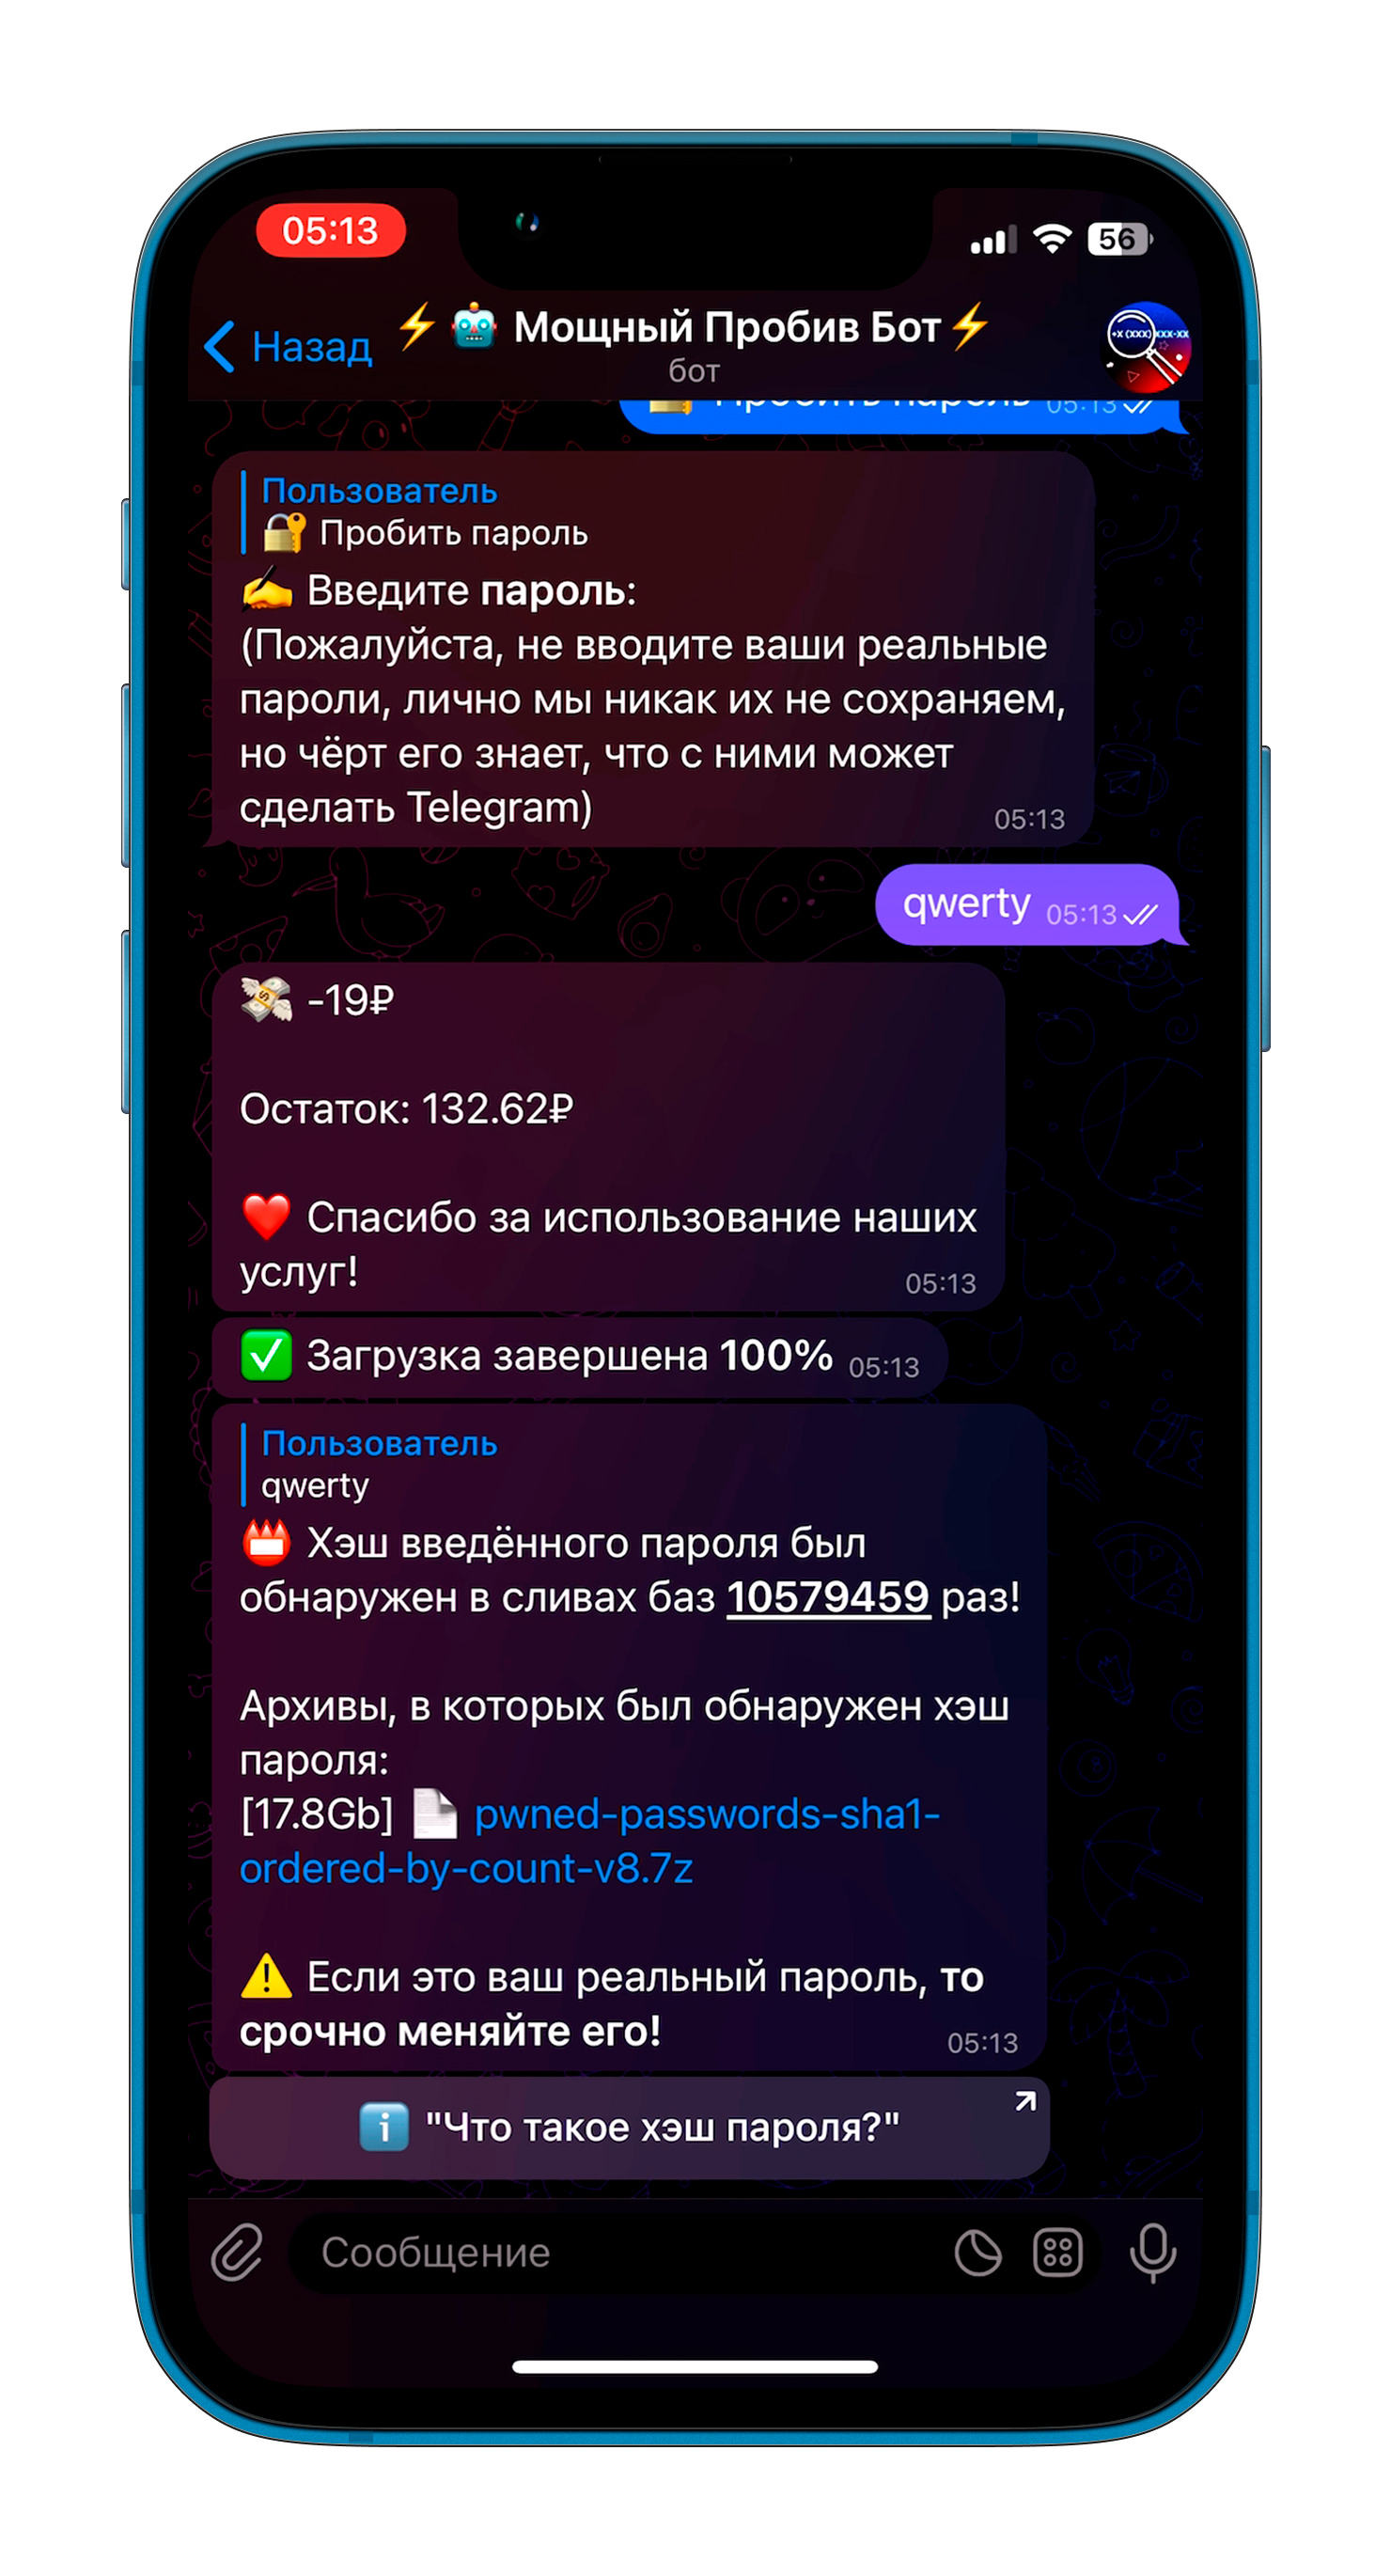 05:13
56
Назад
⚡🤖 Мощный Пробив Бот⚡
бот
+X (XXX) XXX-XX
🔐 Пробить пароль 05:13
Пользователь
🔐 Пробить пароль
✍️ Введите пароль:
(Пожалуйста, не вводите ваши реальные
пароли, лично мы никак их не сохраняем,
но чёрт его знает, что с ними может
сделать Telegram)
05:13
qwerty 05:13
💸 -19₽
Остаток: 132.62₽
❤️ Спасибо за использование наших
услуг!
05:13
✅ Загрузка завершена 100% 05:13
Пользователь
qwerty
📛 Хэш введённого пароля был
обнаружен в сливах баз 10579459 раз!
Архивы, в которых был обнаружен хэш
пароля:
[17.8Gb] 📄 pwned-passwords-sha1-
ordered-by-count-v8.7z
⚠️ Если это ваш реальный пароль, то
срочно меняйте его!
05:13
ℹ️ "Что такое хэш пароля?"
Сообщение